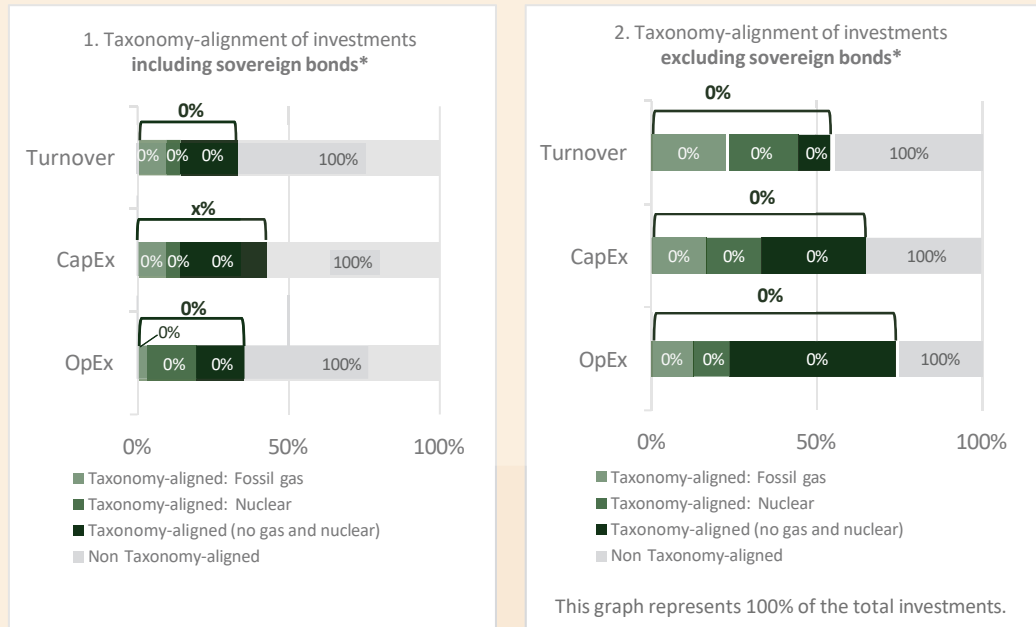 1. Taxonomy-alignment of investments
including sovereign bonds*
0%
Turnover
0% 0% 0% 100%
x%
CapEx
0% 0% 0% 100%
0%
0%
OpEx
0% 0% 100%
0% 50% 100%
Taxonomy-aligned: Fossil gas
Taxonomy-aligned: Nuclear
Taxonomy-aligned (no gas and nuclear)
Non Taxonomy-aligned
2. Taxonomy-alignment of investments
excluding sovereign bonds*
0%
Turnover
0% 0% 0% 100%
0%
CapEx
0% 0% 0% 100%
0%
OpEx
0% 0% 0% 100%
0% 50% 100%
Taxonomy-aligned: Fossil gas
Taxonomy-aligned: Nuclear
Taxonomy-aligned (no gas and nuclear)
Non Taxonomy-aligned
This graph represents 100% of the total investments.